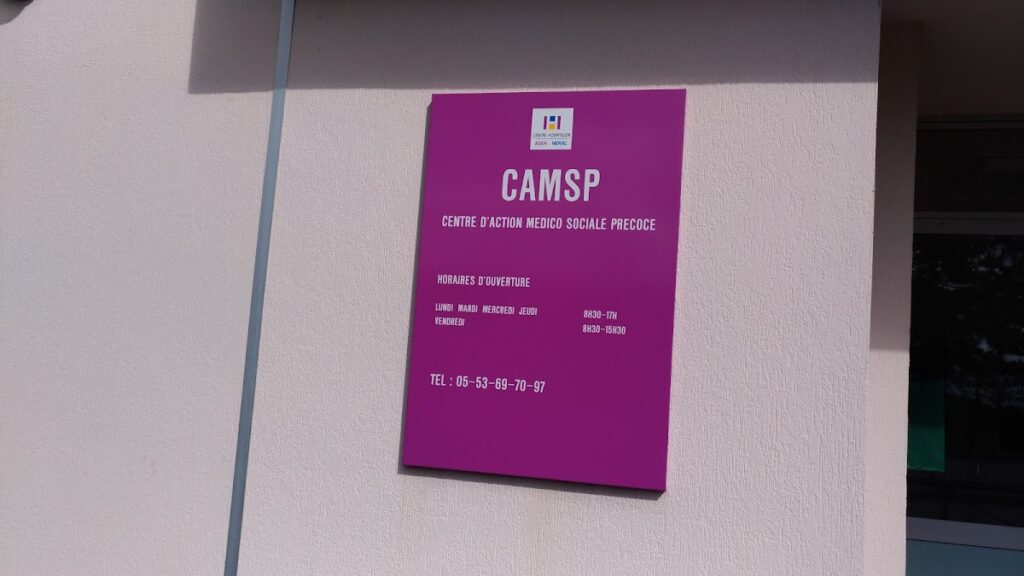 CENTRE HOSPITALIER
AGEN NERAC
CAMSP
CENTRE D'ACTION MEDICO SOCIALE PRECOCE
HORAIRES D'OUVERTURE
LUNDI MARDI MERCREDI JEUDI 8H30-17H
VENDREDI 8H30-15H30
TEL : 05-53-69-70-97